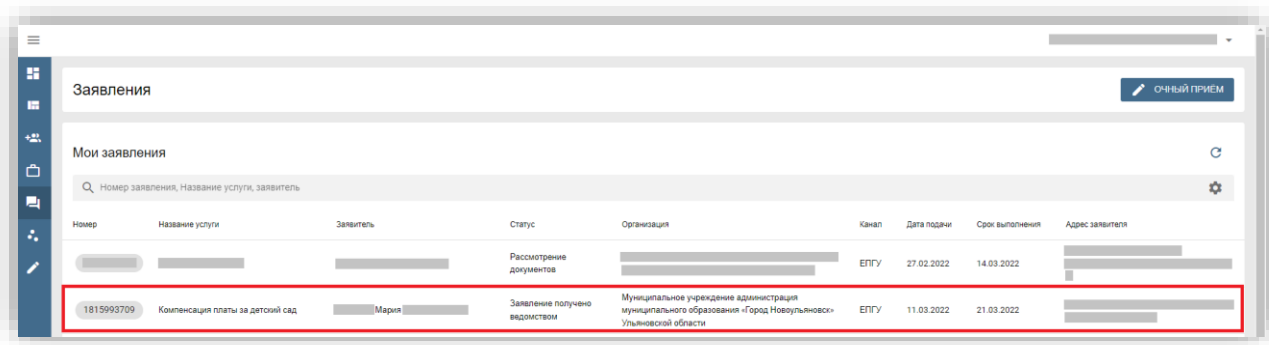 Заявления
ОЧНЫЙ ПРИЁМ
Мои заявления
Номер заявления, Название услуги, заявитель
Номер Название услуги Заявитель Статус Организация Канал Дата подачи Срок выполнения Адрес заявителя
Рассмотрение
документов
ЕПГУ 27.02.2022 14.03.2022
1815993709 Компенсация платы за детский сад Мария
Заявление получено
ведомством
Муниципальное учреждение администрация
муниципального образования «Город Новоульяновск»
Ульяновской области
ЕПГУ 11.03.2022 21.03.2022